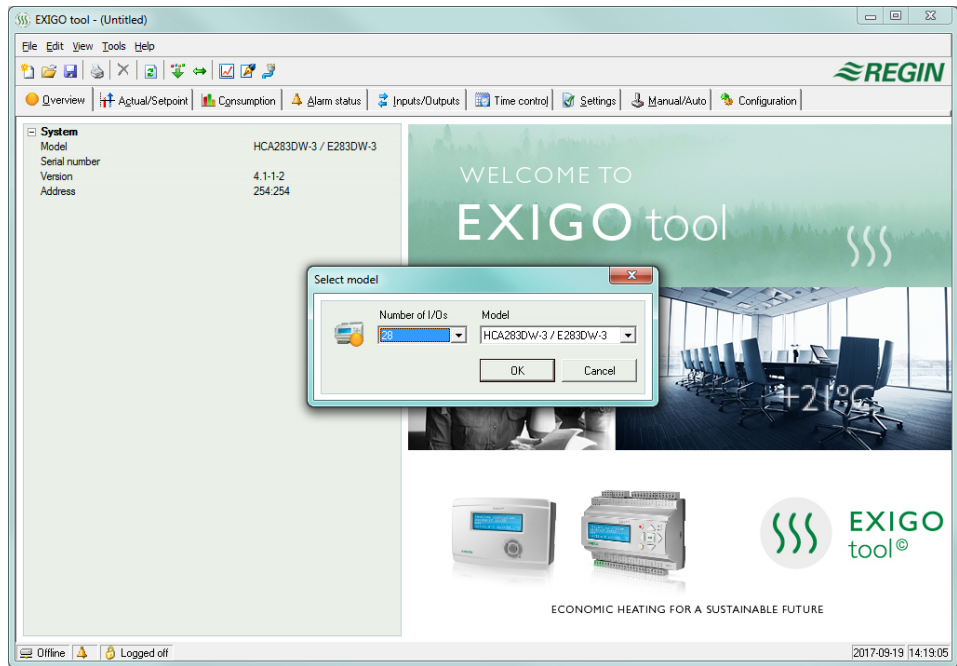 EXIGO tool - (Untitled)
File Edit View Tools Help
REGIN
Overview Actual/Setpoint Consumption Alarm status Inputs/Outputs Time control Settings Manual/Auto Configuration
System
Model HCA283DW-3 / E283DW-3
Serial number
Version 4.1-1-2
Address 254:254
WELCOME TO
EXIGO tool
Select model
Number of I/Os Model
28 HCA283DW-3 / E283DW-3
OK Cancel
+21°C
EXIGO
tool©
ECONOMIC HEATING FOR A SUSTAINABLE FUTURE
Offline Logged off 2017-09-19 14:19:05